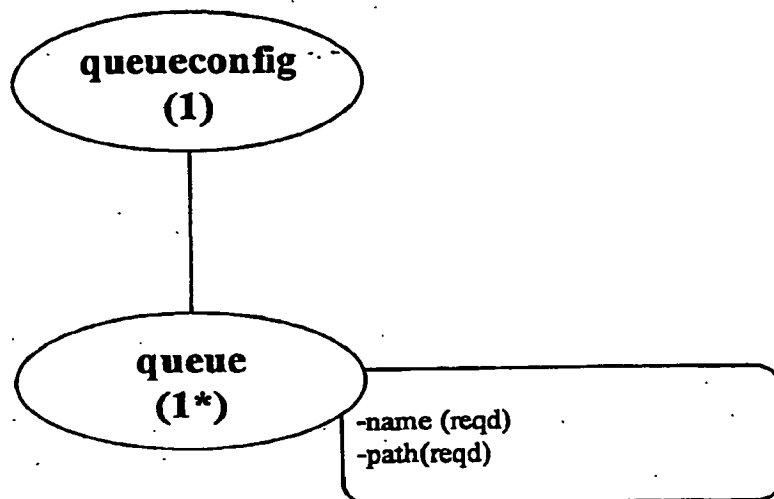 queueconfig
(1)
queue
(1*)
-name (reqd)
-path(reqd)